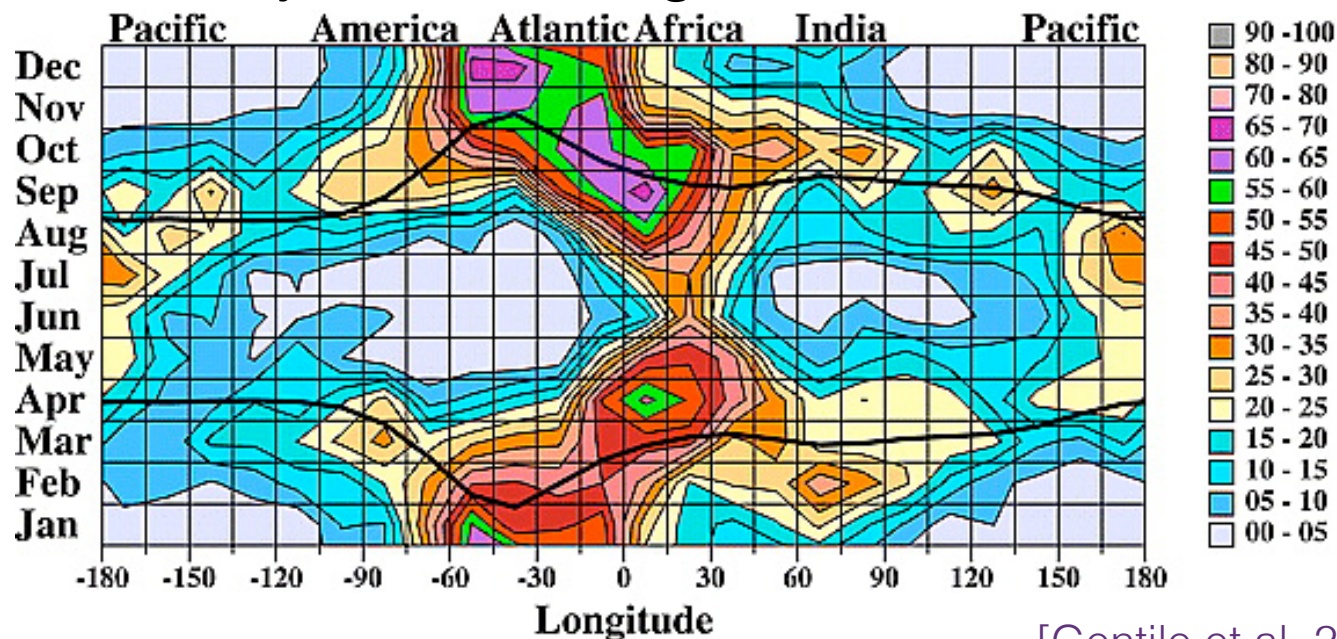 Pacific America Atlantic Africa India Pacific
Dec
Nov
Oct
Sep
Aug
Jul
Jun
May
Apr
Mar
Feb
Jan
-180 -150 -120 -90 -60 -30 0 30 60 90 120 150 180
Longitude
90 -100
80 - 90
70 - 80
65 - 70
60 - 65
55 - 60
50 - 55
45 - 50
40 - 45
35 - 40
30 - 35
25 - 30
20 - 25
15 - 20
10 - 15
05 - 10
00 - 05